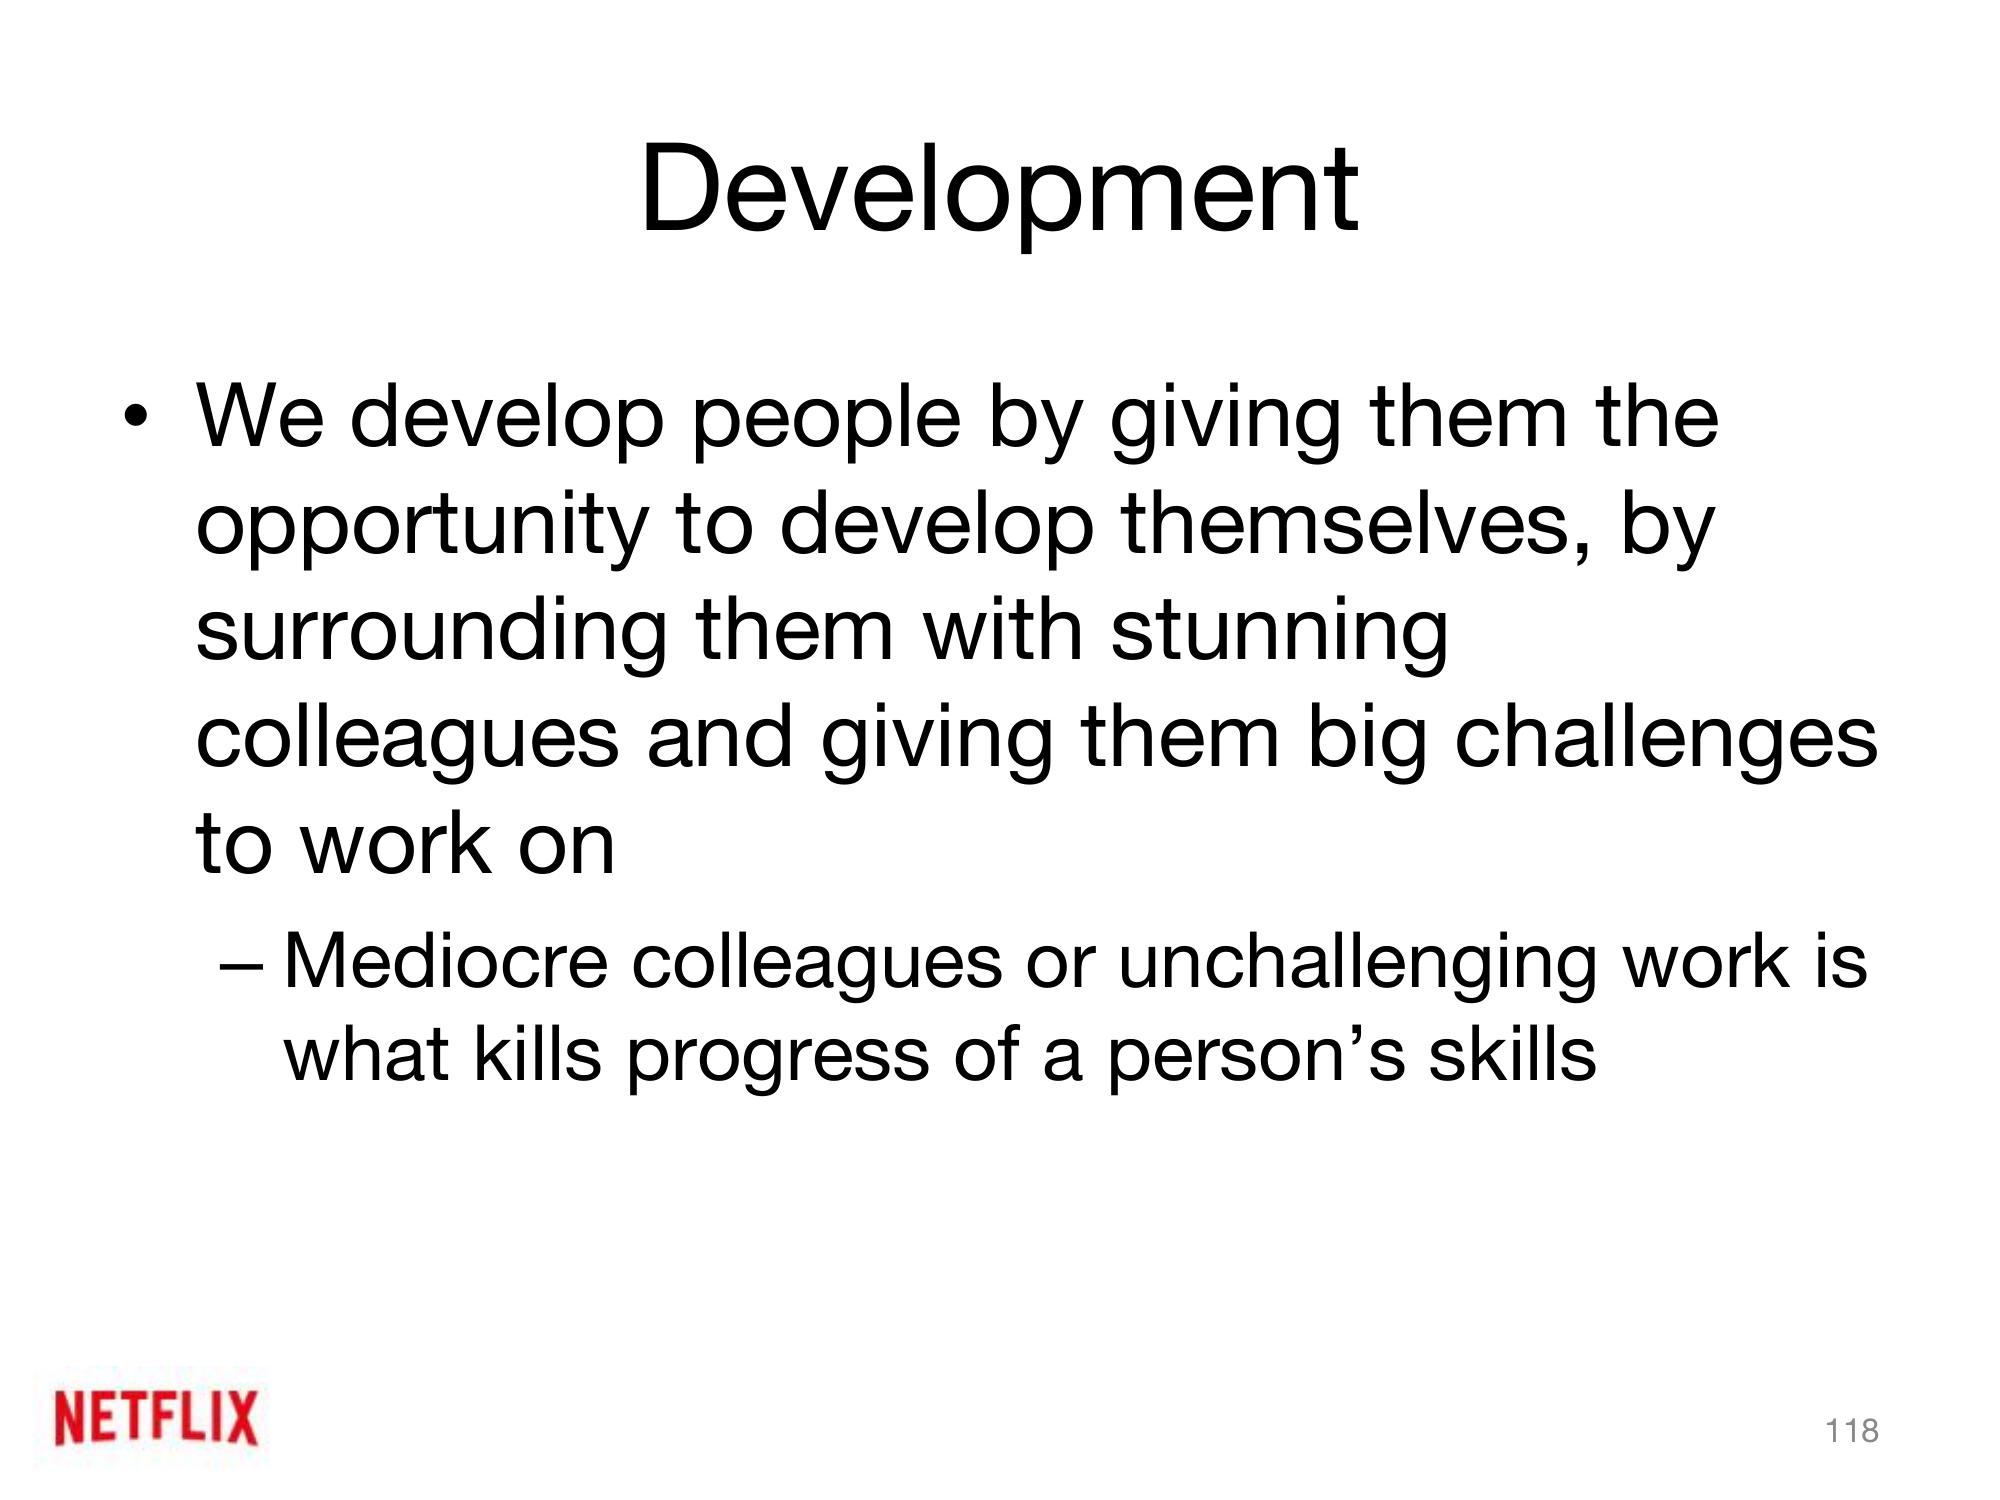 Development
• We develop people by giving them the
opportunity to develop themselves, by
surrounding them with stunning
colleagues and giving them big challenges
to work on
– Mediocre colleagues or unchallenging work is
what kills progress of a person’s skills
NETFLIX
118